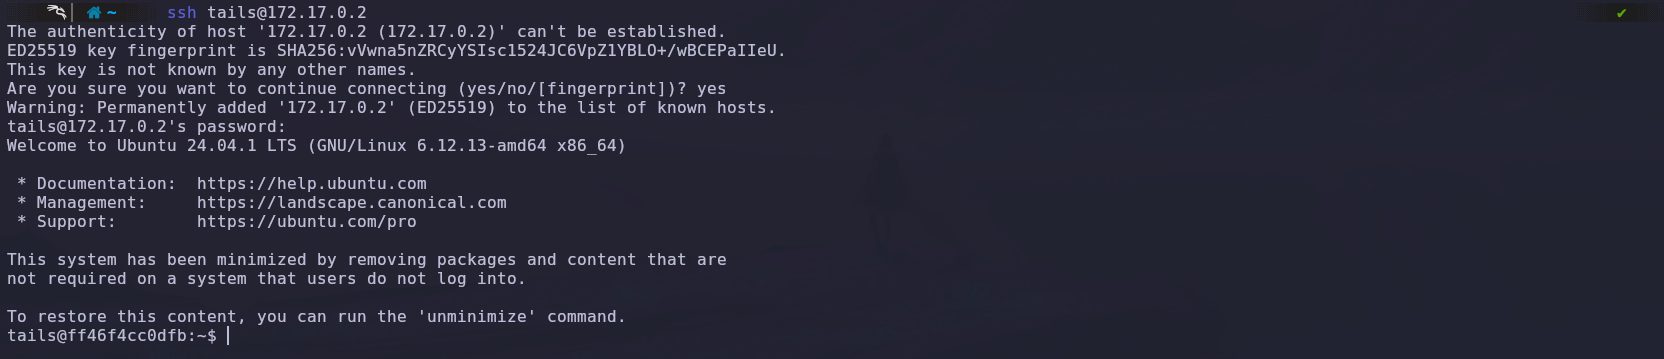 ~ ssh tails@172.17.0.2
The authenticity of host '172.17.0.2 (172.17.0.2)' can't be established.
ED25519 key fingerprint is SHA256:vVwna5nZRCyYSIsc1524JC6VpZ1YBLO+/wBCEPaIIeU.
This key is not known by any other names.
Are you sure you want to continue connecting (yes/no/[fingerprint])? yes
Warning: Permanently added '172.17.0.2' (ED25519) to the list of known hosts.
tails@172.17.0.2's password:
Welcome to Ubuntu 24.04.1 LTS (GNU/Linux 6.12.13-amd64 x86_64)

 * Documentation:  https://help.ubuntu.com
 * Management:     https://landscape.canonical.com
 * Support:        https://ubuntu.com/pro

This system has been minimized by removing packages and content that are
not required on a system that users do not log into.

To restore this content, you can run the 'unminimize' command.
tails@ff46f4cc0dfb:~$